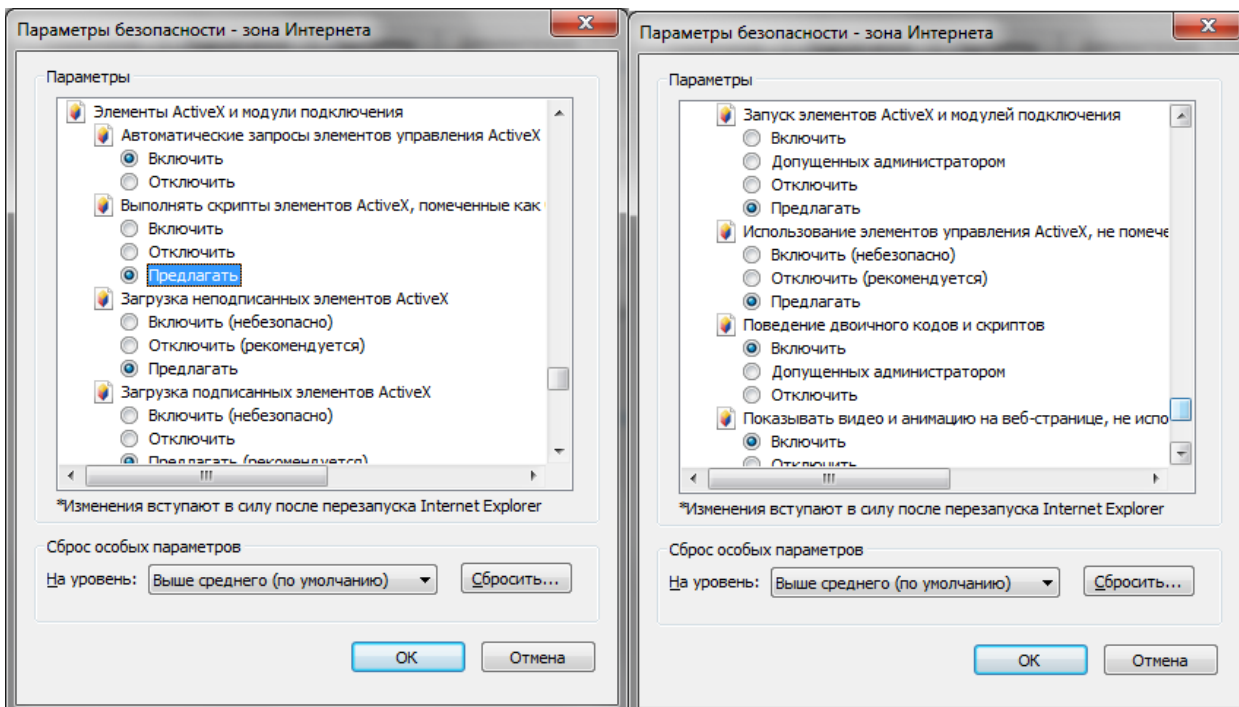 Параметры безопасности - зона Интернета
Параметры
Элементы ActiveX и модули подключения
Автоматические запросы элементов управления ActiveX
Включить
Отключить
Выполнять скрипты элементов ActiveX, помеченные как
Включить
Отключить
Предлагать
Загрузка неподписанных элементов ActiveX
Включить (небезопасно)
Отключить (рекомендуется)
Предлагать
Загрузка подписанных элементов ActiveX
Включить (небезопасно)
Отключить
Предлагать (рекомендуется)
*Изменения вступают в силу после перезапуска Internet Explorer
Сброс особых параметров
На уровень: Выше среднего (по умолчанию) Сбросить...
ОК Отмена
Параметры безопасности - зона Интернета
Параметры
Запуск элементов ActiveX и модулей подключения
Включить
Допущенных администратором
Отключить
Предлагать
Использование элементов управления ActiveX, не помече
Включить (небезопасно)
Отключить (рекомендуется)
Предлагать
Поведение двоичного кодов и скриптов
Включить
Допущенных администратором
Отключить
Показывать видео и анимацию на веб-странице, не испо
Включить
Отключить
*Изменения вступают в силу после перезапуска Internet Explorer
Сброс особых параметров
На уровень: Выше среднего (по умолчанию) Сбросить...
ОК Отмена